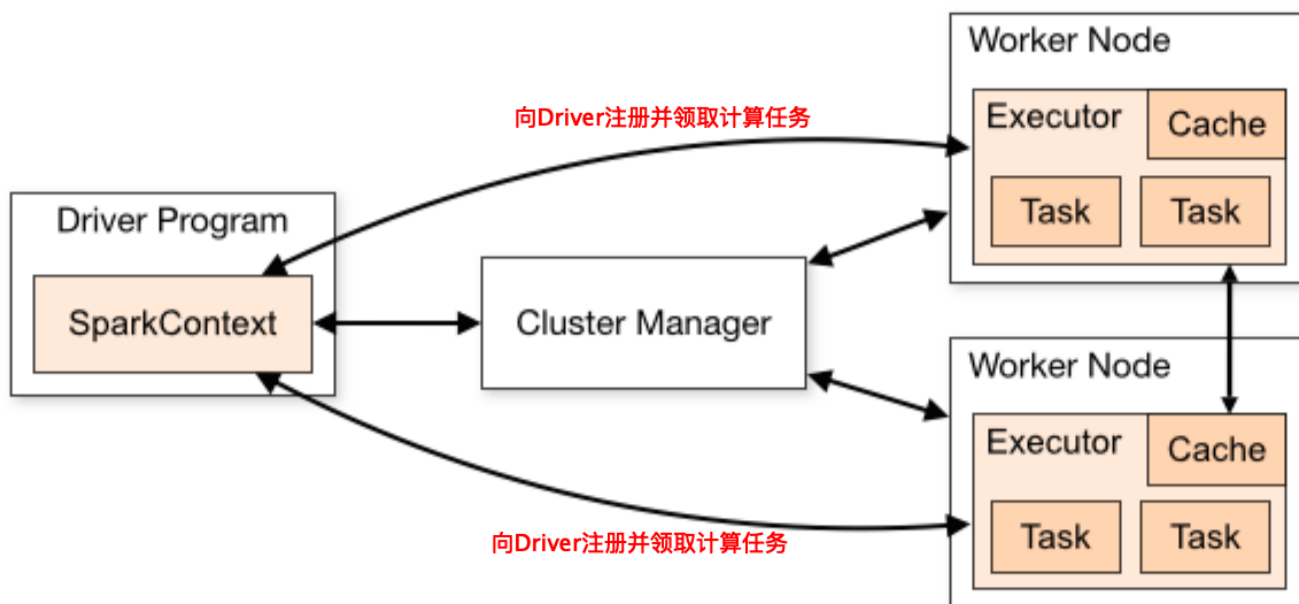 Worker Node
向Driver注册并领取计算任务
Executor
Cache
Task
Task
Driver Program
SparkContext
Cluster Manager
Worker Node
Executor
Cache
Task
Task
向Driver注册并领取计算任务